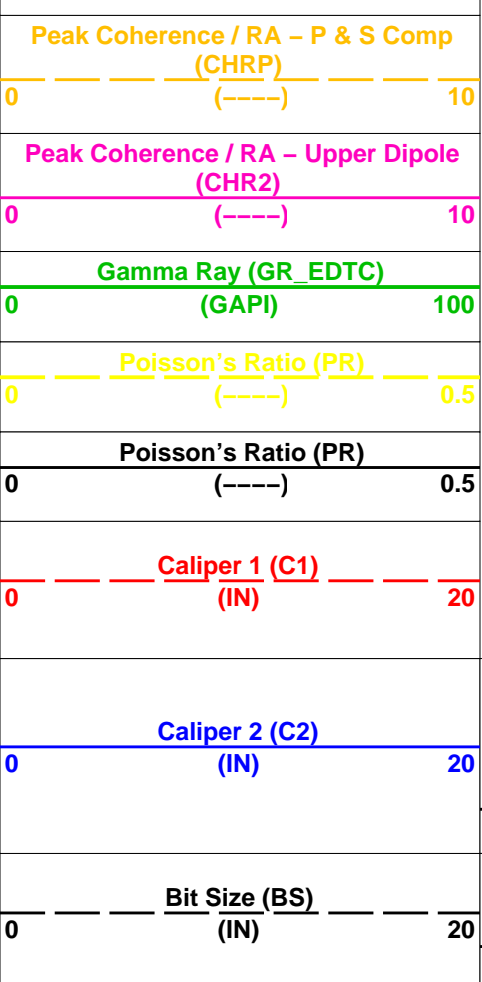 Peak Coherence / RA – P & S Comp
(CHRP)
0 (––––) 10
Peak Coherence / RA – Upper Dipole
(CHR2)
0 (––––) 10
Gamma Ray (GR_EDTC)
0 (GAPI) 100
Poisson's Ratio (PR)
0 (––––) 0.5
Poisson's Ratio (PR)
0 (––––) 0.5
Caliper 1 (C1)
0 (IN) 20
Caliper 2 (C2)
0 (IN) 20
Bit Size (BS)
0 (IN) 20